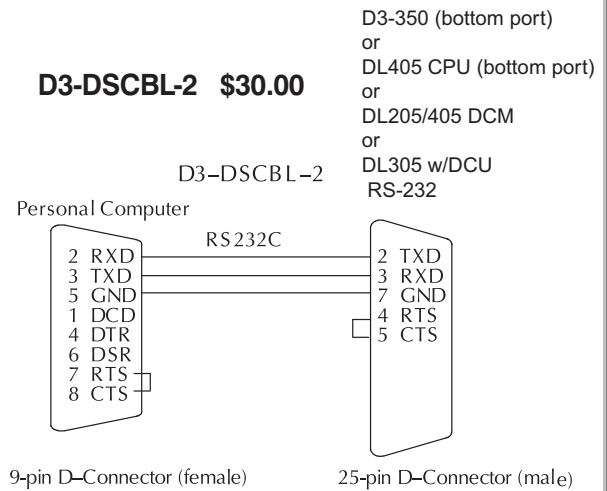 D3-350 (bottom port)
or
DL405 CPU (bottom port)
or
DL205/405 DCM
or
DL305 w/DCU
RS-232
D3-DSCBL-2 $30.00
D3–DSCBL–2
Personal Computer
RS232C
2 RXD
3 TXD
5 GND
1 DCD
4 DTR
6 DSR
7 RTS
8 CTS
2 TXD
3 RXD
7 GND
4 RTS
5 CTS
9-pin D–Connector (female)
25-pin D–Connector (male)